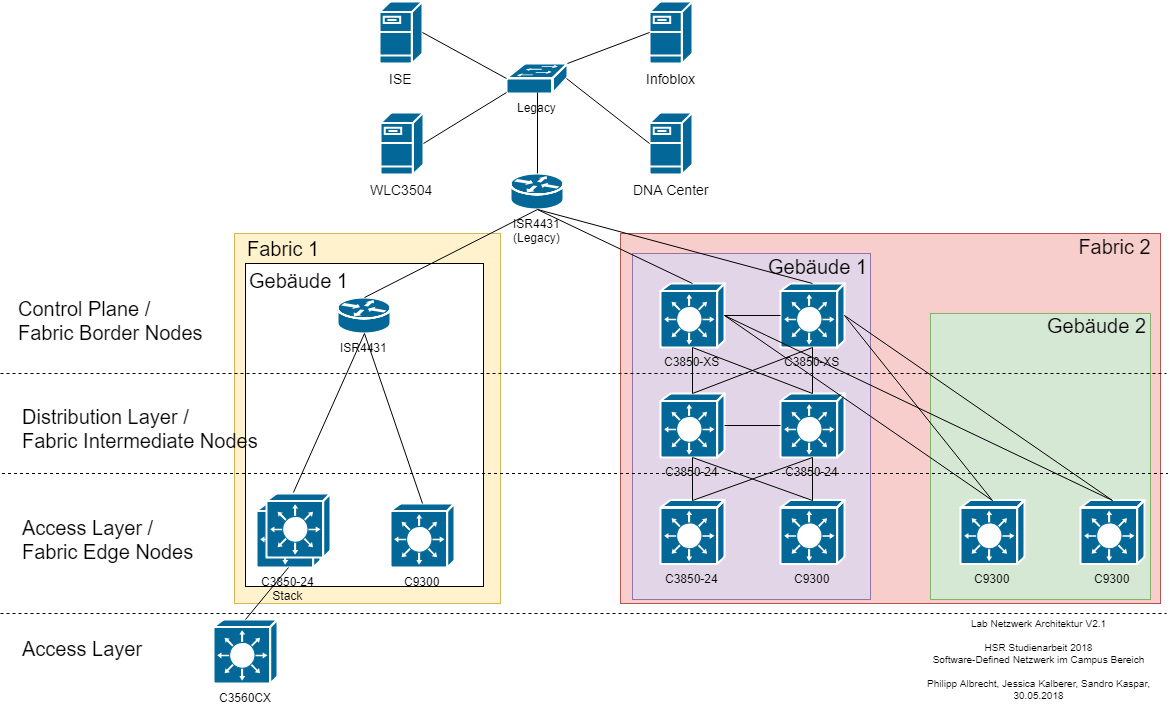 ISE
Infoblox
Legacy
WLC3504
DNA Center
ISR4431
(Legacy)
Fabric 1
Gebäude 1
Fabric 2
Gebäude 1
Gebäude 2
Control Plane /
Fabric Border Nodes
ISR4431
C3850-XS
C3850-XS
Distribution Layer /
Fabric Intermediate Nodes
C3850-24
C3850-24
Access Layer /
Fabric Edge Nodes
C3850-24
Stack
C9300
C3850-24
C9300
C9300
C9300
Access Layer
C3560CX
Lab Netzwerk Architektur V2.1
HSR Studienarbeit 2018
Software-Defined Netzwerk im Campus Bereich
Philipp Albrecht, Jessica Kalberer, Sandro Kaspar,
30.05.2018